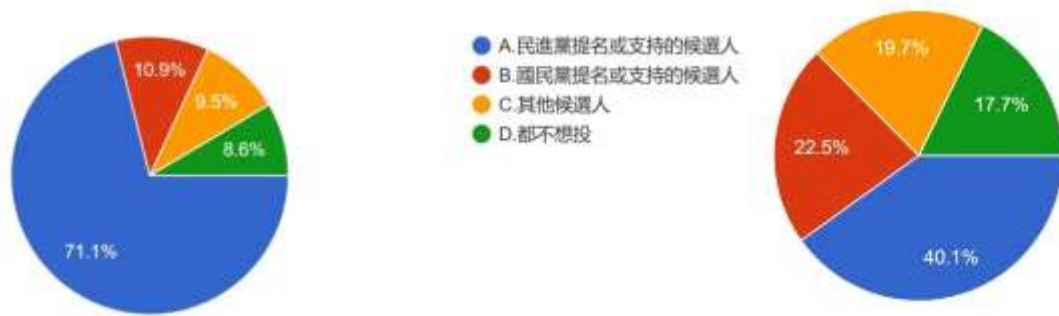 10.9%
9.5%
8.6%
71.1%
A.民進黨提名或支持的候選人
B.國民黨提名或支持的候選人
C.其他候選人
D.都不想投
19.7%
17.7%
22.5%
40.1%